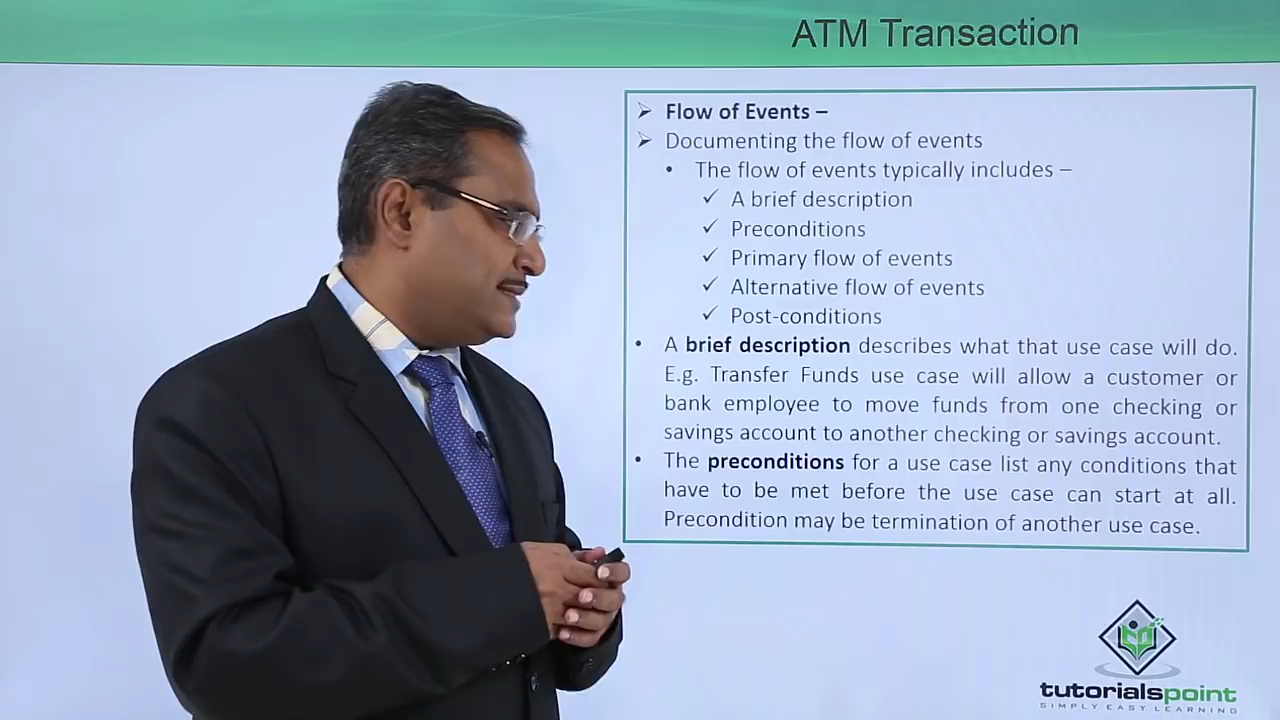 ATM Transaction
Flow of Events –
Documenting the flow of events
The flow of events typically includes –
A brief description
Preconditions
Primary flow of events
Alternative flow of events
Post-conditions
A brief description describes what that use case will do.
E.g. Transfer Funds use case will allow a customer or
bank employee to move funds from one checking or
savings account to another checking or savings account.
The preconditions for a use case list any conditions that
have to be met before the use case can start at all.
Precondition may be termination of another use case.
tutorialspoint
SIMPLY EASY LEARNING